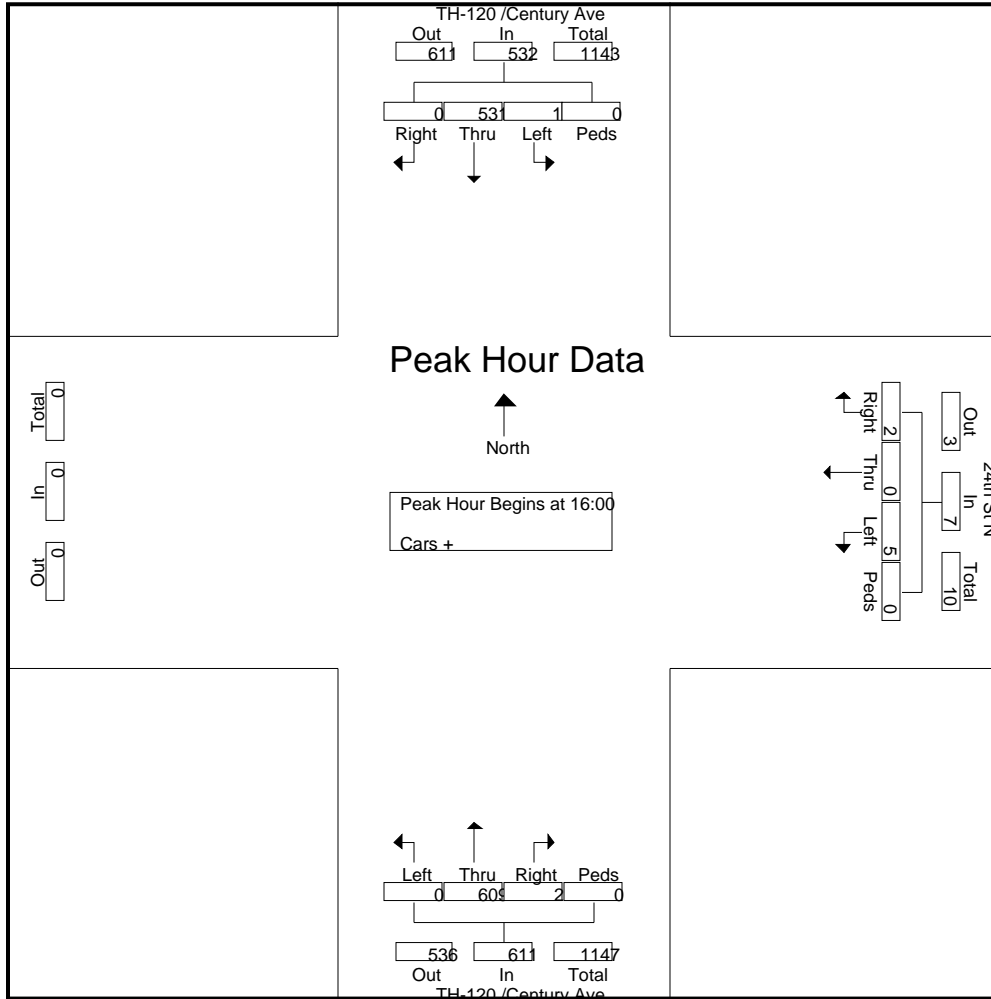 TH-120 /Century Ave
Out In Total
611 532 1143
0 531 1 0
Right Thru Left Peds
Peak Hour Data
North
Peak Hour Begins at 16:00
Cars +
Total
0
In
0
Out
0
Right Thru Left Peds
2 0 5 0
Out In Total
3 7 10
24th St N
Left Thru Right Peds
0 609 2 0
536 611 1147
Out In Total
TH-120 /Century Ave